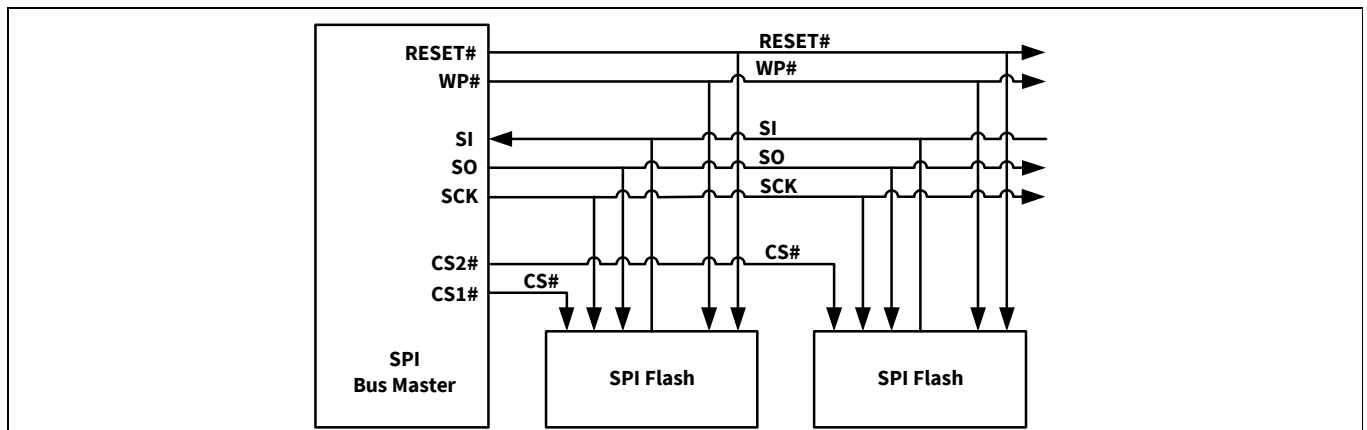 RESET#
RESET#
WP#
WP#
SI
SI
SO
SO
SCK
SCK
CS2#
CS#
CS1#
CS#
SPI
Bus Master
SPI Flash
SPI Flash